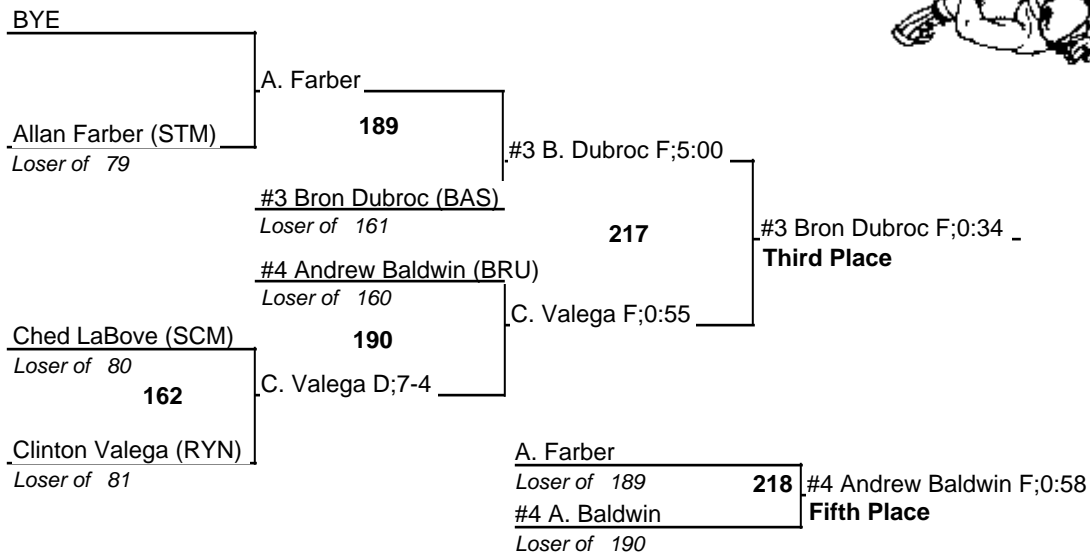 BYE
A. Farber
189
Allan Farber (STM)
Loser of 79
#3 B. Dubroc F;5:00
#3 Bron Dubroc (BAS)
Loser of 161
217
#3 Bron Dubroc F;0:34
Third Place
#4 Andrew Baldwin (BRU)
Loser of 160
C. Valega F;0:55
Ched LaBove (SCM)
Loser of 80
190
162
C. Valega D;7-4
Clinton Valega (RYN)
Loser of 81
A. Farber
Loser of 189
218
#4 Andrew Baldwin F;0:58
Fifth Place
#4 A. Baldwin
Loser of 190